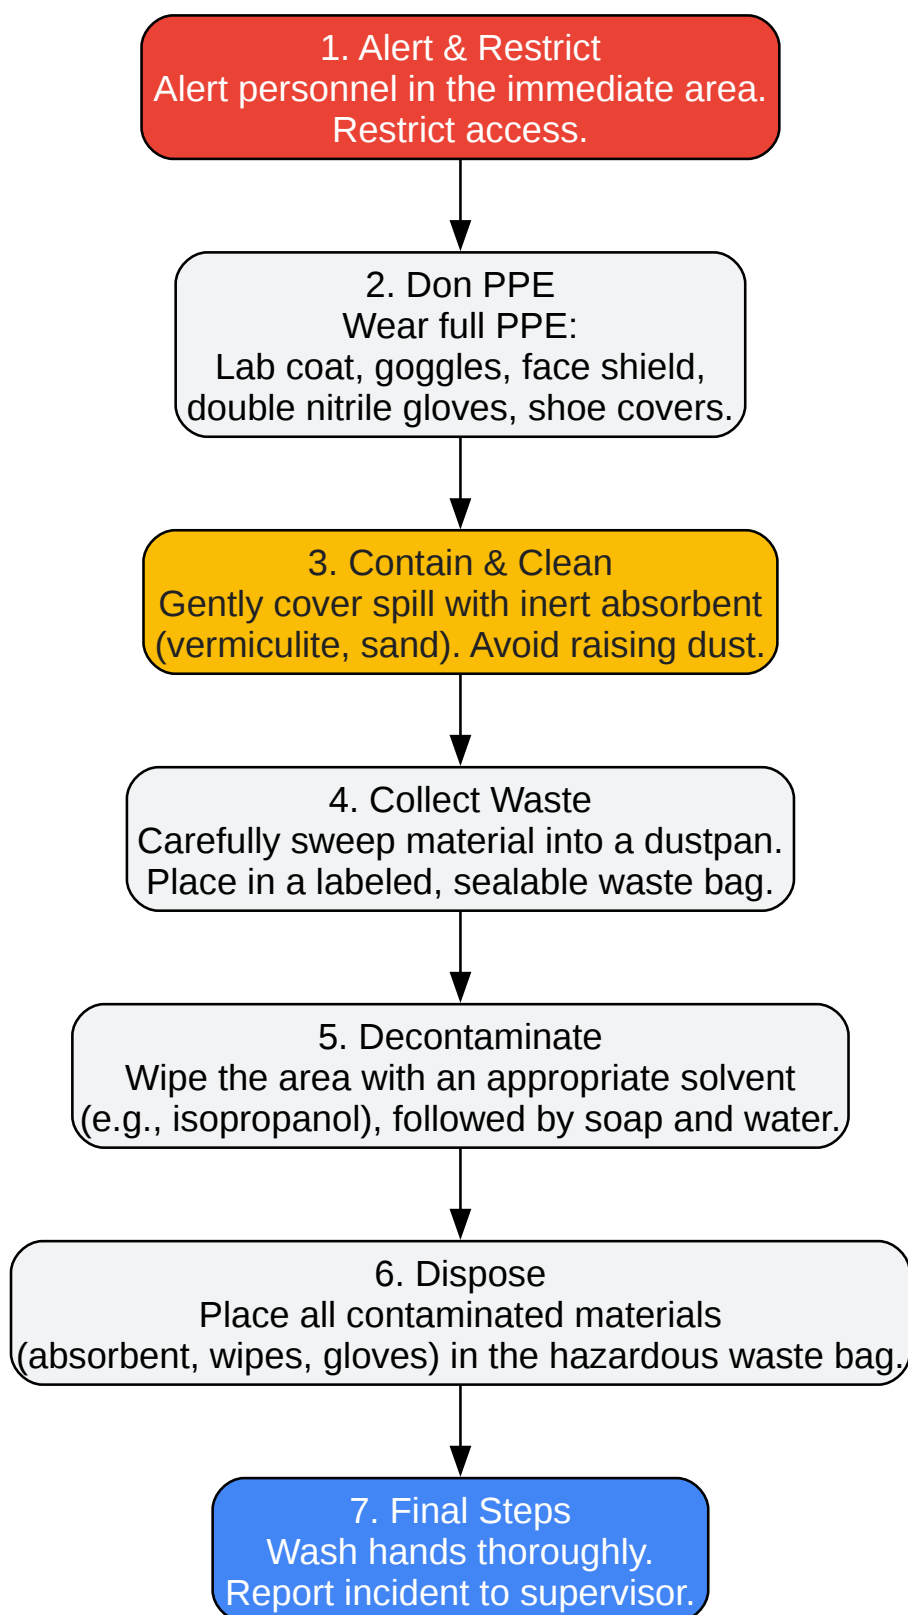 1. Alert & Restrict
Alert personnel in the immediate area.
Restrict access.
2. Don PPE
Wear full PPE:
Lab coat, goggles, face shield,
double nitrile gloves, shoe covers.
3. Contain & Clean
Gently cover spill with inert absorbent
(vermiculite, sand). Avoid raising dust.
4. Collect Waste
Carefully sweep material into a dustpan.
Place in a labeled, sealable waste bag.
5. Decontaminate
Wipe the area with an appropriate solvent
(e.g., isopropanol), followed by soap and water.
6. Dispose
Place all contaminated materials
(absorbent, wipes, gloves) in the hazardous waste bag.
7. Final Steps
Wash hands thoroughly.
Report incident to supervisor.